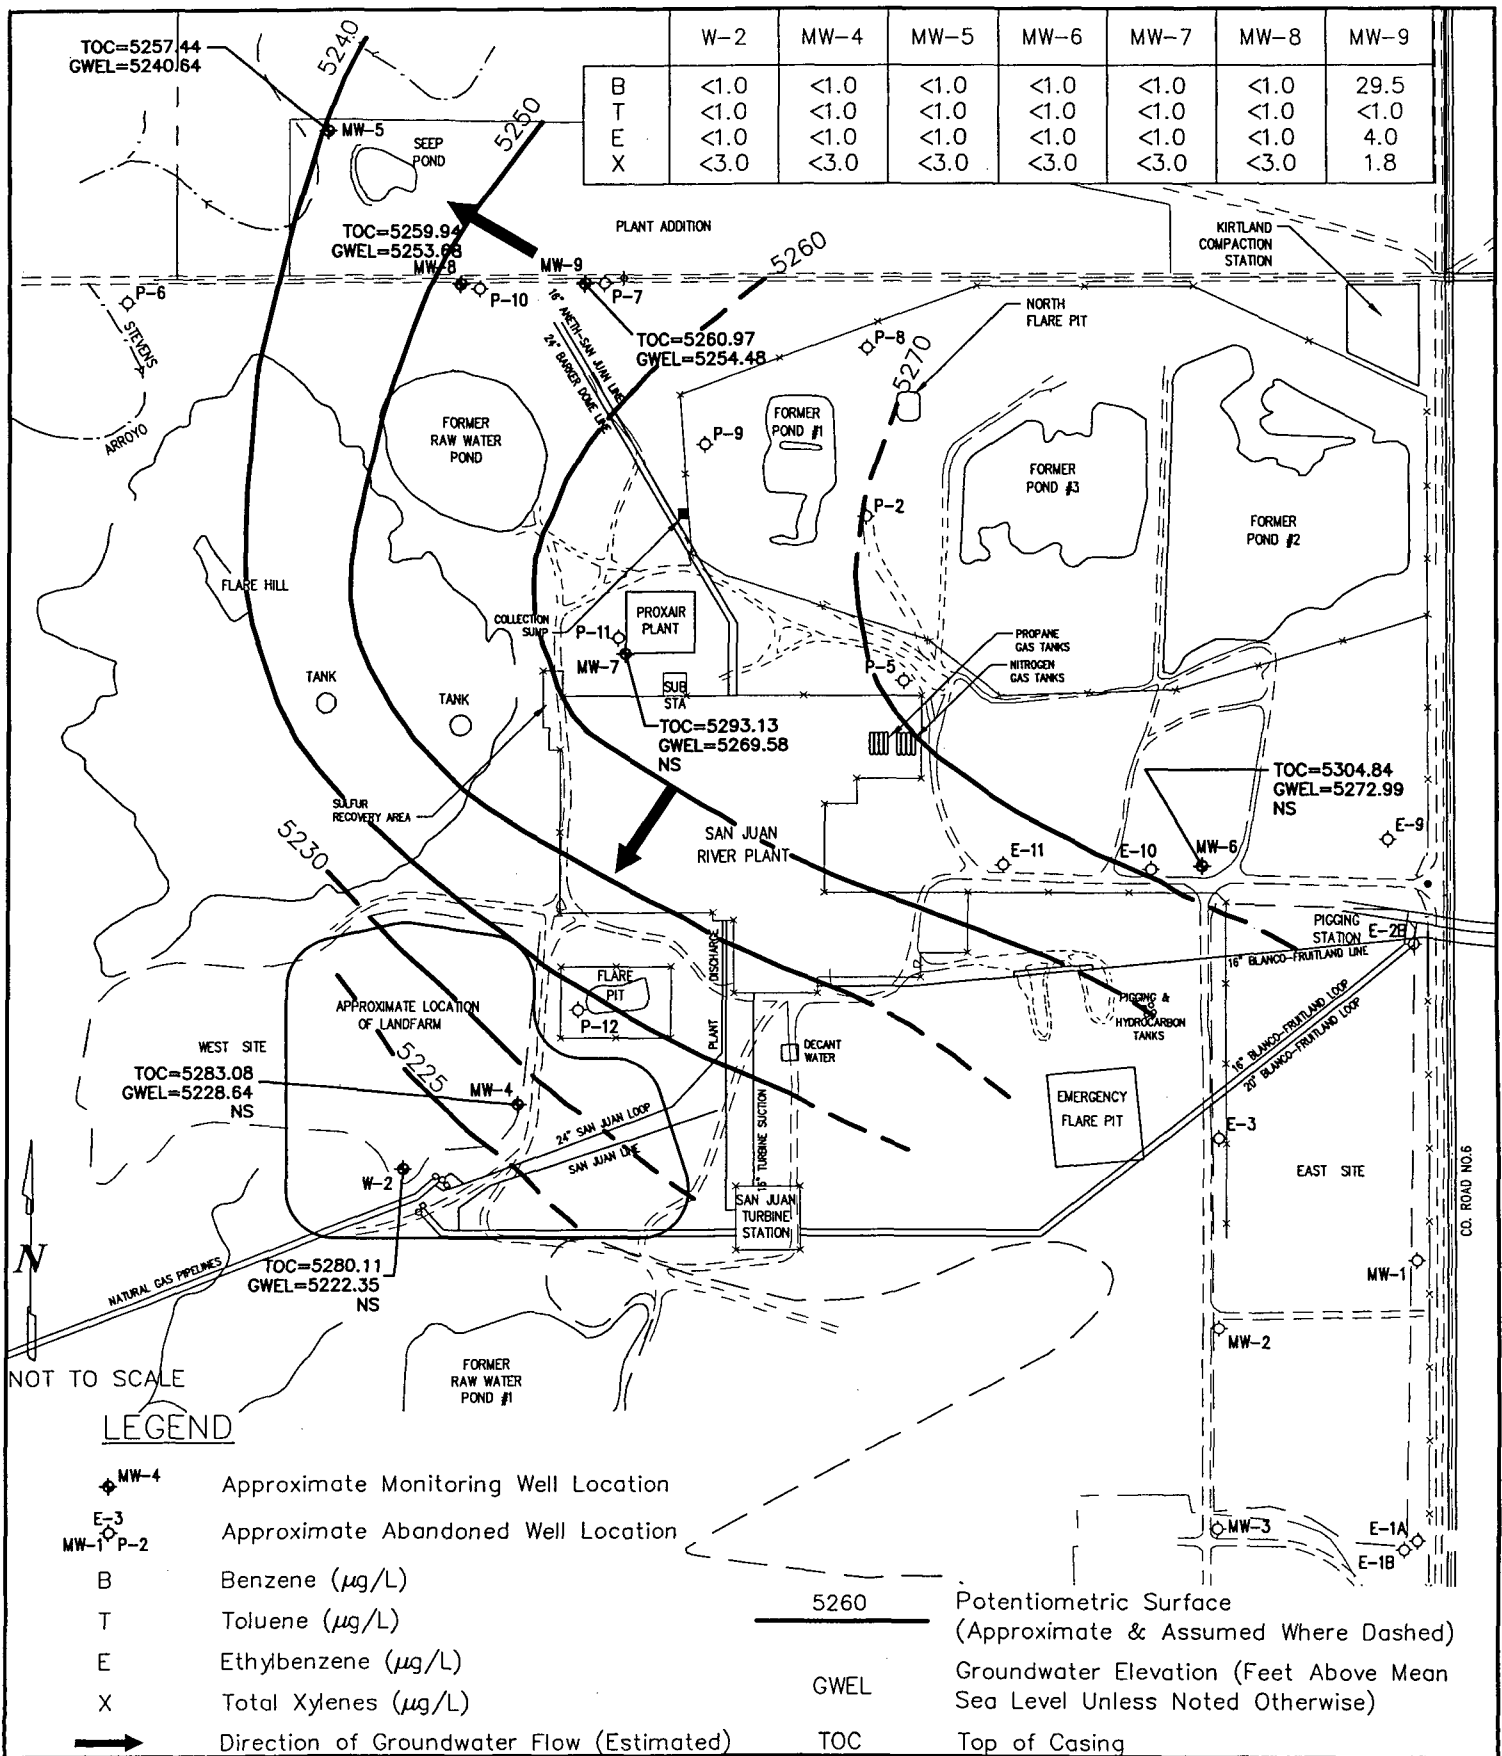 W-2 MW-4 MW-5 MW-6 MW-7 MW-8 MW-9
B <1.0 <1.0 <1.0 <1.0 <1.0 <1.0 29.5
T <1.0 <1.0 <1.0 <1.0 <1.0 <1.0 <1.0
E <1.0 <1.0 <1.0 <1.0 <1.0 <1.0 4.0
X <3.0 <3.0 <3.0 <3.0 <3.0 <3.0 1.8
TOC=5257.44
GWEL=5240.64
5240
MW-5
SEEP
POND
5250
TOC=5259.94
GWEL=5253.68
MW-8
MW-9
PLANT ADDITION
5260
KIRTLAND
COMPACTION
STATION
P-6
P-10
P-7
STEVENS
ARROYO
16" ANETH-SAN JUAN LINE
24" BARKER DOME LINE
TOC=5260.97
GWEL=5254.48
NORTH
FLARE PIT
P-8
5270
FORMER
RAW WATER
POND
P-9
FORMER
POND #1
FORMER
POND #3
P-2
FORMER
POND #2
FLARE HILL
COLLECTION
SUMP
P-11
PROXAIR
PLANT
MW-7
PROPANE
GAS TANKS
NITROGEN
GAS TANKS
P-5
TANK
TANK
SUB
STA
TOC=5293.13
GWEL=5269.58
NS
TOC=5304.84
GWEL=5272.99
NS
SULFUR
RECOVERY AREA
5230
SAN JUAN
RIVER PLANT
E-9
E-11
E-10
MW-6
PIGGING
STATION
E-2B
16" BLANCO-FRUITLAND LINE
FLARE
PIT
P-12
PLANT DISCHARGE
APPROXIMATE LOCATION
OF LANDFARM
5225
PIGGING &
HYDROCARBON
TANKS
DECANT
WATER
16" BLANCO-FRUITLAND LOOP
20" BLANCO-FRUITLAND LOOP
WEST SITE
TOC=5283.08
GWEL=5228.64
NS
MW-4
24" SAN JUAN LOOP
SAN JUAN LINE
16" TURBINE SUCTION
EMERGENCY
FLARE PIT
E-3
EAST SITE
CO. ROAD NO.6
W-2
SAN JUAN
TURBINE
STATION
N
NATURAL GAS PIPELINES
TOC=5280.11
GWEL=5222.35
NS
MW-1
MW-2
FORMER
RAW WATER
POND #1
NOT TO SCALE
MW-3
E-1A
E-1B
LEGEND
MW-4 Approximate Monitoring Well Location
E-3
MW-1 P-2 Approximate Abandoned Well Location
B Benzene (µg/L)
T Toluene (µg/L)
E Ethylbenzene (µg/L)
X Total Xylenes (µg/L)
Direction of Groundwater Flow (Estimated)
5260 Potentiometric Surface
(Approximate & Assumed Where Dashed)
GWEL Groundwater Elevation (Feet Above Mean
Sea Level Unless Noted Otherwise)
TOC Top of Casing